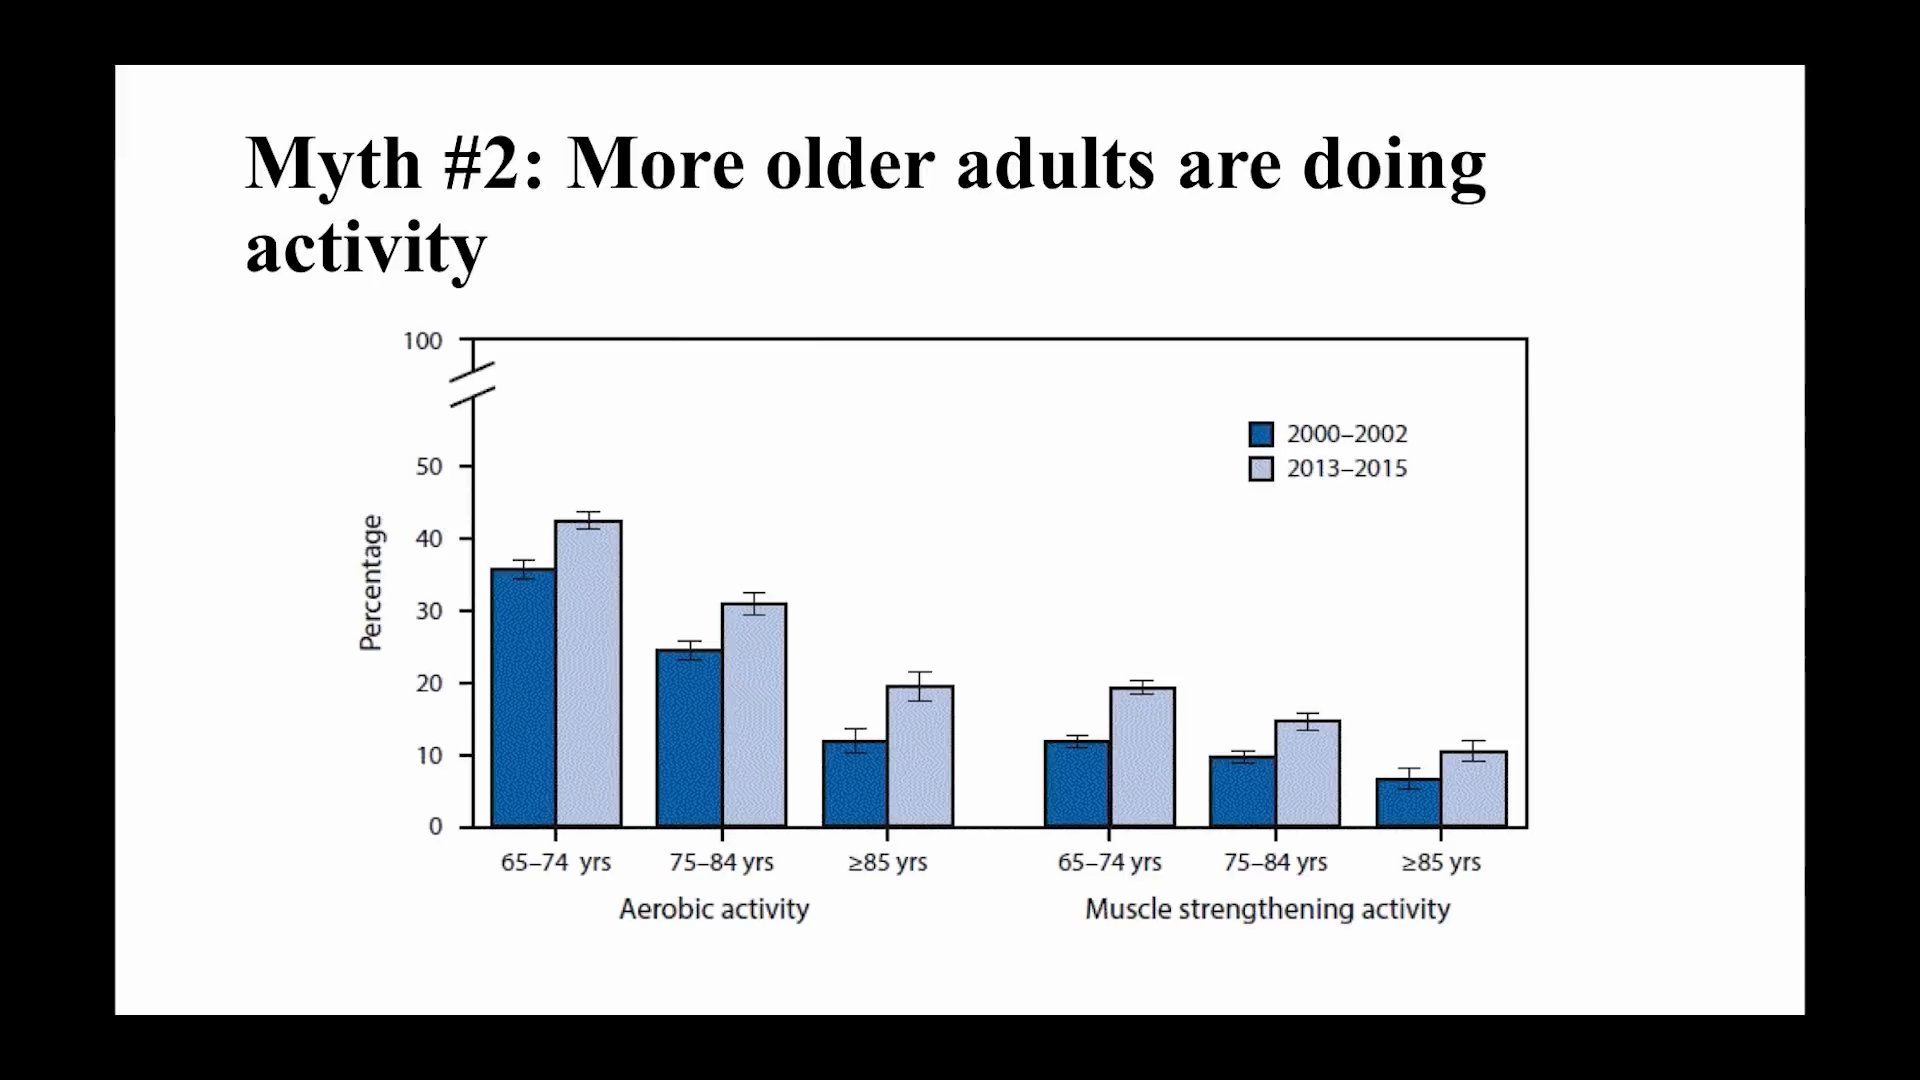 Myth #2: More older adults are doing
activity
100
50
40
30
20
10
0
Percentage
2000–2002
2013–2015
65–74 yrs
75–84 yrs
≥85 yrs
65–74 yrs
75–84 yrs
≥85 yrs
Aerobic activity
Muscle strengthening activity